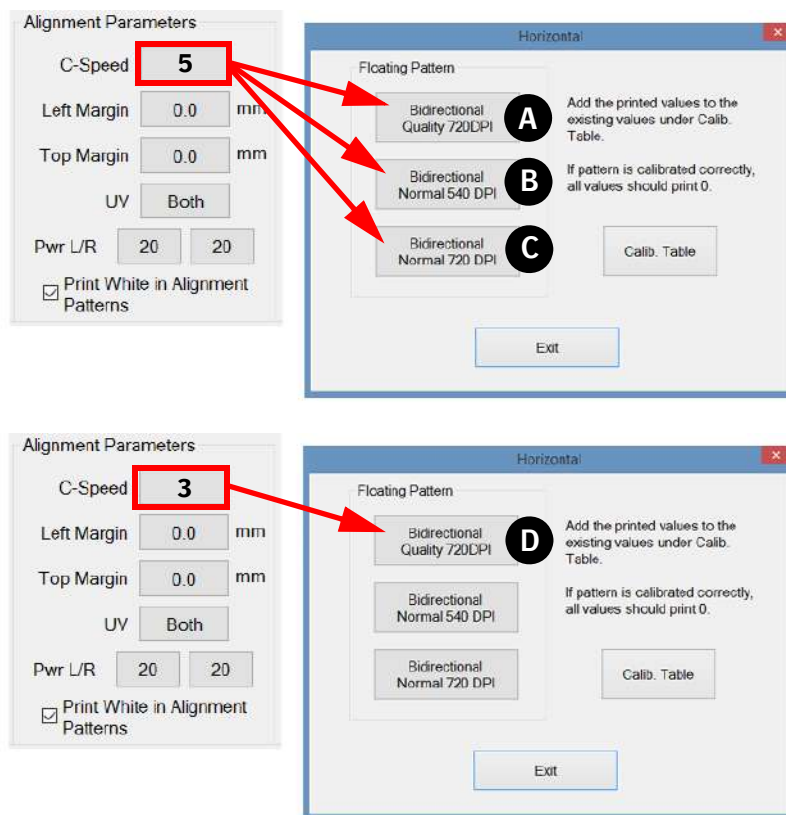 Alignment Parameters
C-Speed 5
Left Margin 0.0 mm
Top Margin 0.0 mm
UV Both
Pwr L/R 20 20
Print White in Alignment
Patterns
Horizontal
Floating Pattern
Bidirectional
Quality 720DPI
A
Bidirectional
Normal 540 DPI
B
Bidirectional
Normal 720 DPI
C
Add the printed values to the
existing values under Calib.
Table.
If pattern is calibrated correctly,
all values should print 0.
Calib. Table
Exit
Alignment Parameters
C-Speed 3
Left Margin 0.0 mm
Top Margin 0.0 mm
UV Both
Pwr L/R 20 20
Print White in Alignment
Patterns
Horizontal
Floating Pattern
Bidirectional
Quality 720DPI
D
Bidirectional
Normal 540 DPI
Bidirectional
Normal 720 DPI
Add the printed values to the
existing values under Calib.
Table.
If pattern is calibrated correctly,
all values should print 0.
Calib. Table
Exit